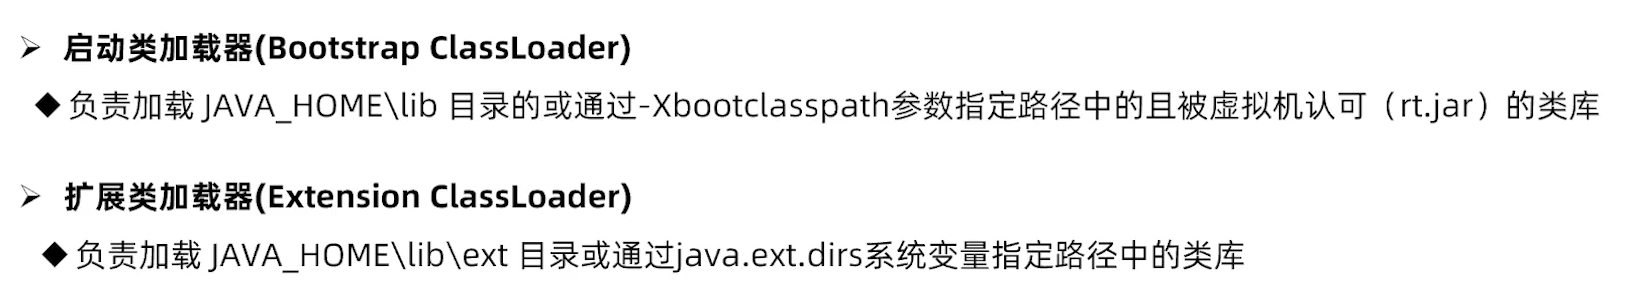 ➢ 启动类加载器(Bootstrap ClassLoader)
◆ 负责加载 JAVA_HOME\lib 目录的或通过-Xbootclasspath参数指定路径中的且被虚拟机认可（rt.jar）的类库
➢ 扩展类加载器(Extension ClassLoader)
◆ 负责加载 JAVA_HOME\lib\ext 目录或通过java.ext.dirs系统变量指定路径中的类库